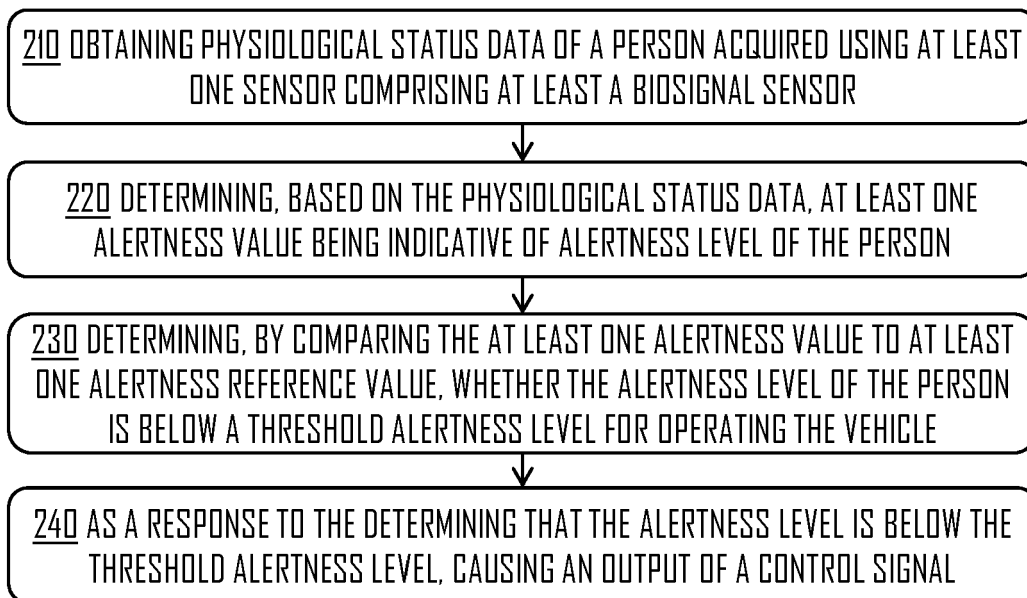 210 OBTAINING PHYSIOLOGICAL STATUS DATA OF A PERSON ACQUIRED USING AT LEAST
ONE SENSOR COMPRISING AT LEAST A BIOSIGNAL SENSOR
220 DETERMINING, BASED ON THE PHYSIOLOGICAL STATUS DATA, AT LEAST ONE
ALERTNESS VALUE BEING INDICATIVE OF ALERTNESS LEVEL OF THE PERSON
230 DETERMINING, BY COMPARING THE AT LEAST ONE ALERTNESS VALUE TO AT LEAST
ONE ALERTNESS REFERENCE VALUE, WHETHER THE ALERTNESS LEVEL OF THE PERSON
IS BELOW A THRESHOLD ALERTNESS LEVEL FOR OPERATING THE VEHICLE
240 AS A RESPONSE TO THE DETERMINING THAT THE ALERTNESS LEVEL IS BELOW THE
THRESHOLD ALERTNESS LEVEL, CAUSING AN OUTPUT OF A CONTROL SIGNAL